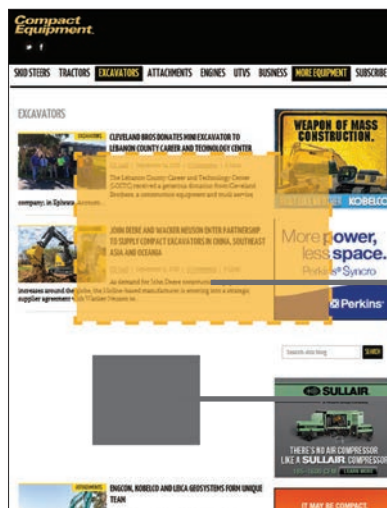 Compact
Equipment.
SKID STEERS TRACTORS EXCAVATORS ATTACHMENTS ENGINES UTVS BUSINESS MORE EQUIPMENT SUBSCRIBE
EXCAVATORS
EXCAVATORS
CLEVELAND BROS DONATES MINI EXCAVATOR TO
LEBANON COUNTY CAREER AND TECHNOLOGY CENTER
The Lebanon County Career and Technology Center
(LCCTC) received a generous donation from Cleveland
Brothers, a construction equipment and truck service
company, in Ephrata,
JOHN DEERE AND WACKER NEUSON ENTER PARTNERSHIP
TO SUPPLY COMPACT EXCAVATORS IN CHINA, SOUTHEAST
ASIA AND OCEANIA
As demand for John Deere
increases around the globe, the Moline-based manufacturer is entering into a strategic
supplier agreement with Wacker Neuson
WEAPON OF MASS
CONSTRUCTION.
KOBELCO
More power,
less space.
Perkins® Syncro
Perkins®
Search this blog SEARCH
SULLAIR
THERE'S NO AIR COMPRESSOR
LIKE A SULLAIR COMPRESSOR
LEARN MORE
ATTACHMENTS
ENGCON, KOBELCO AND LEICA GEOSYSTEMS FORM UNIQUE
TEAM
IT MAY BE COMPACT